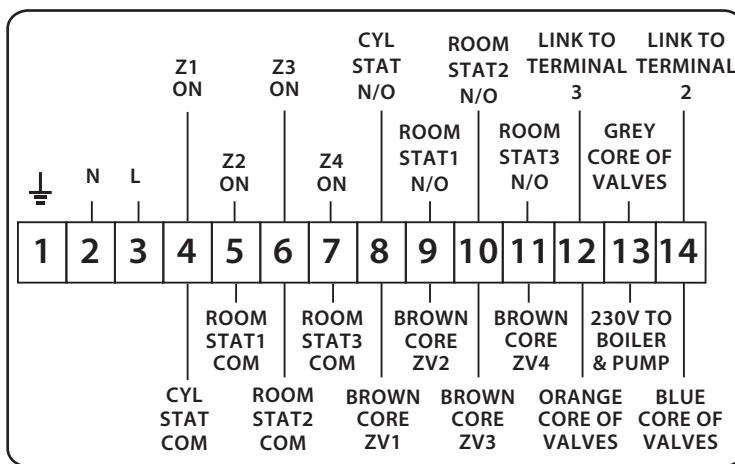 CYL
STAT
N/O
ROOM
STAT2
N/O
LINK TO
TERMINAL
3
LINK TO
TERMINAL
2
Z1
ON
Z3
ON
ROOM
STAT1
N/O
ROOM
STAT3
N/O
GREY
CORE OF
VALVES
N
L
Z2
ON
Z4
ON
1 2 3 4 5 6 7 8 9 10 11 12 13 14
ROOM
STAT1
COM
ROOM
STAT3
COM
BROWN
CORE
ZV2
BROWN
CORE
ZV4
230V TO
BOILER
& PUMP
CYL
STAT
COM
ROOM
STAT2
COM
BROWN
CORE
ZV1
BROWN
CORE
ZV3
ORANGE
CORE OF
VALVES
BLUE
CORE OF
VALVES